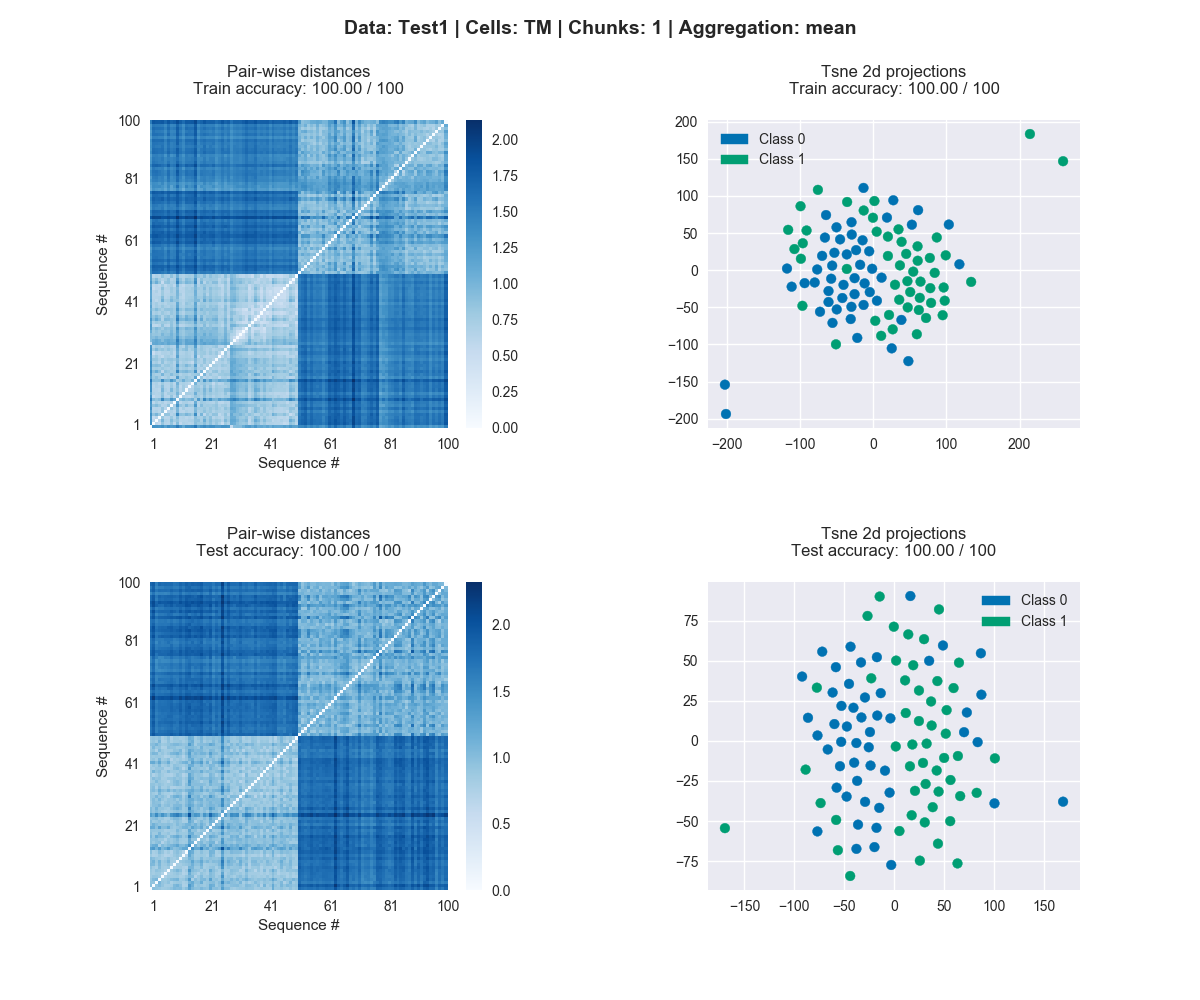 Data: Test1 | Cells: TM | Chunks: 1 | Aggregation: mean
Pair-wise distances
Train accuracy: 100.00 / 100
100
81
61
41
21
1
Sequence #
1 21 41 61 81 100
Sequence #
2.00
1.75
1.50
1.25
1.00
0.75
0.50
0.25
0.00
Tsne 2d projections
Train accuracy: 100.00 / 100
Class 0
Class 1
200
150
100
50
0
−50
−100
−150
−200
−200 −100 0 100 200
Pair-wise distances
Test accuracy: 100.00 / 100
100
81
61
41
21
1
Sequence #
1 21 41 61 81 100
Sequence #
2.0
1.5
1.0
0.5
0.0
Tsne 2d projections
Test accuracy: 100.00 / 100
Class 0
Class 1
75
50
25
0
−25
−50
−75
−150 −100 −50 0 50 100 150